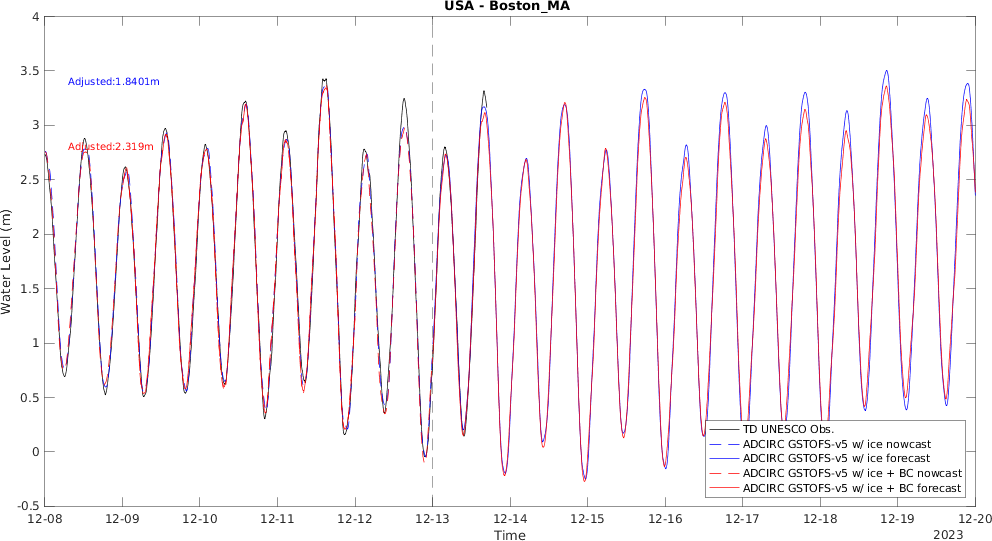 USA - Boston_MA
4
3.5
3
2.5
2
1.5
1
0.5
0
-0.5
Water Level (m)
Adjusted:1.8401m
Adjusted:2.319m
TD UNESCO Obs.
ADCIRC GSTOFS-v5 w/ ice nowcast
ADCIRC GSTOFS-v5 w/ ice forecast
ADCIRC GSTOFS-v5 w/ ice + BC nowcast
ADCIRC GSTOFS-v5 w/ ice + BC forecast
12-08 12-09 12-10 12-11 12-12 12-13 12-14 12-15 12-16 12-17 12-18 12-19 12-20
Time
2023